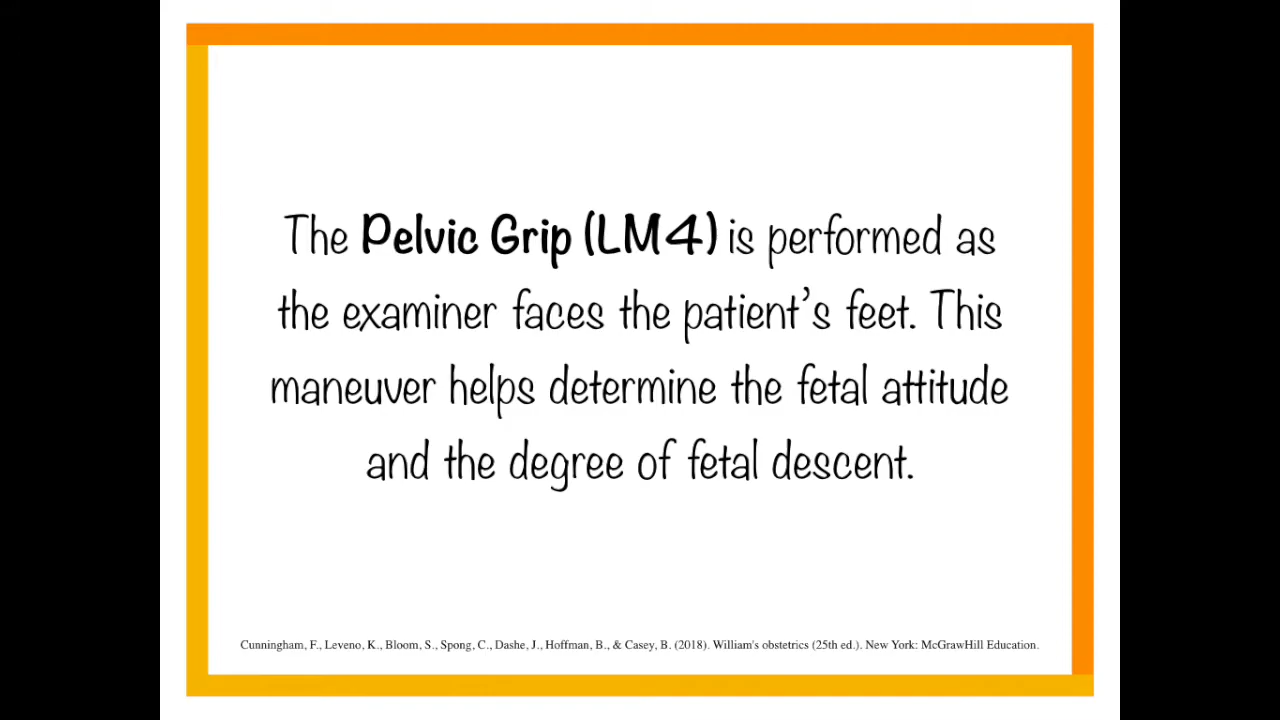 The Pelvic Grip (LM4) is performed as
the examiner faces the patient's feet. This
maneuver helps determine the fetal attitude
and the degree of fetal descent.
Cunningham, F., Leveno, K., Bloom, S., Spong, C., Dashe, J., Hoffman, B., & Casey, B. (2018). William's obstetrics (25th ed.). New York: McGrawHill Education.